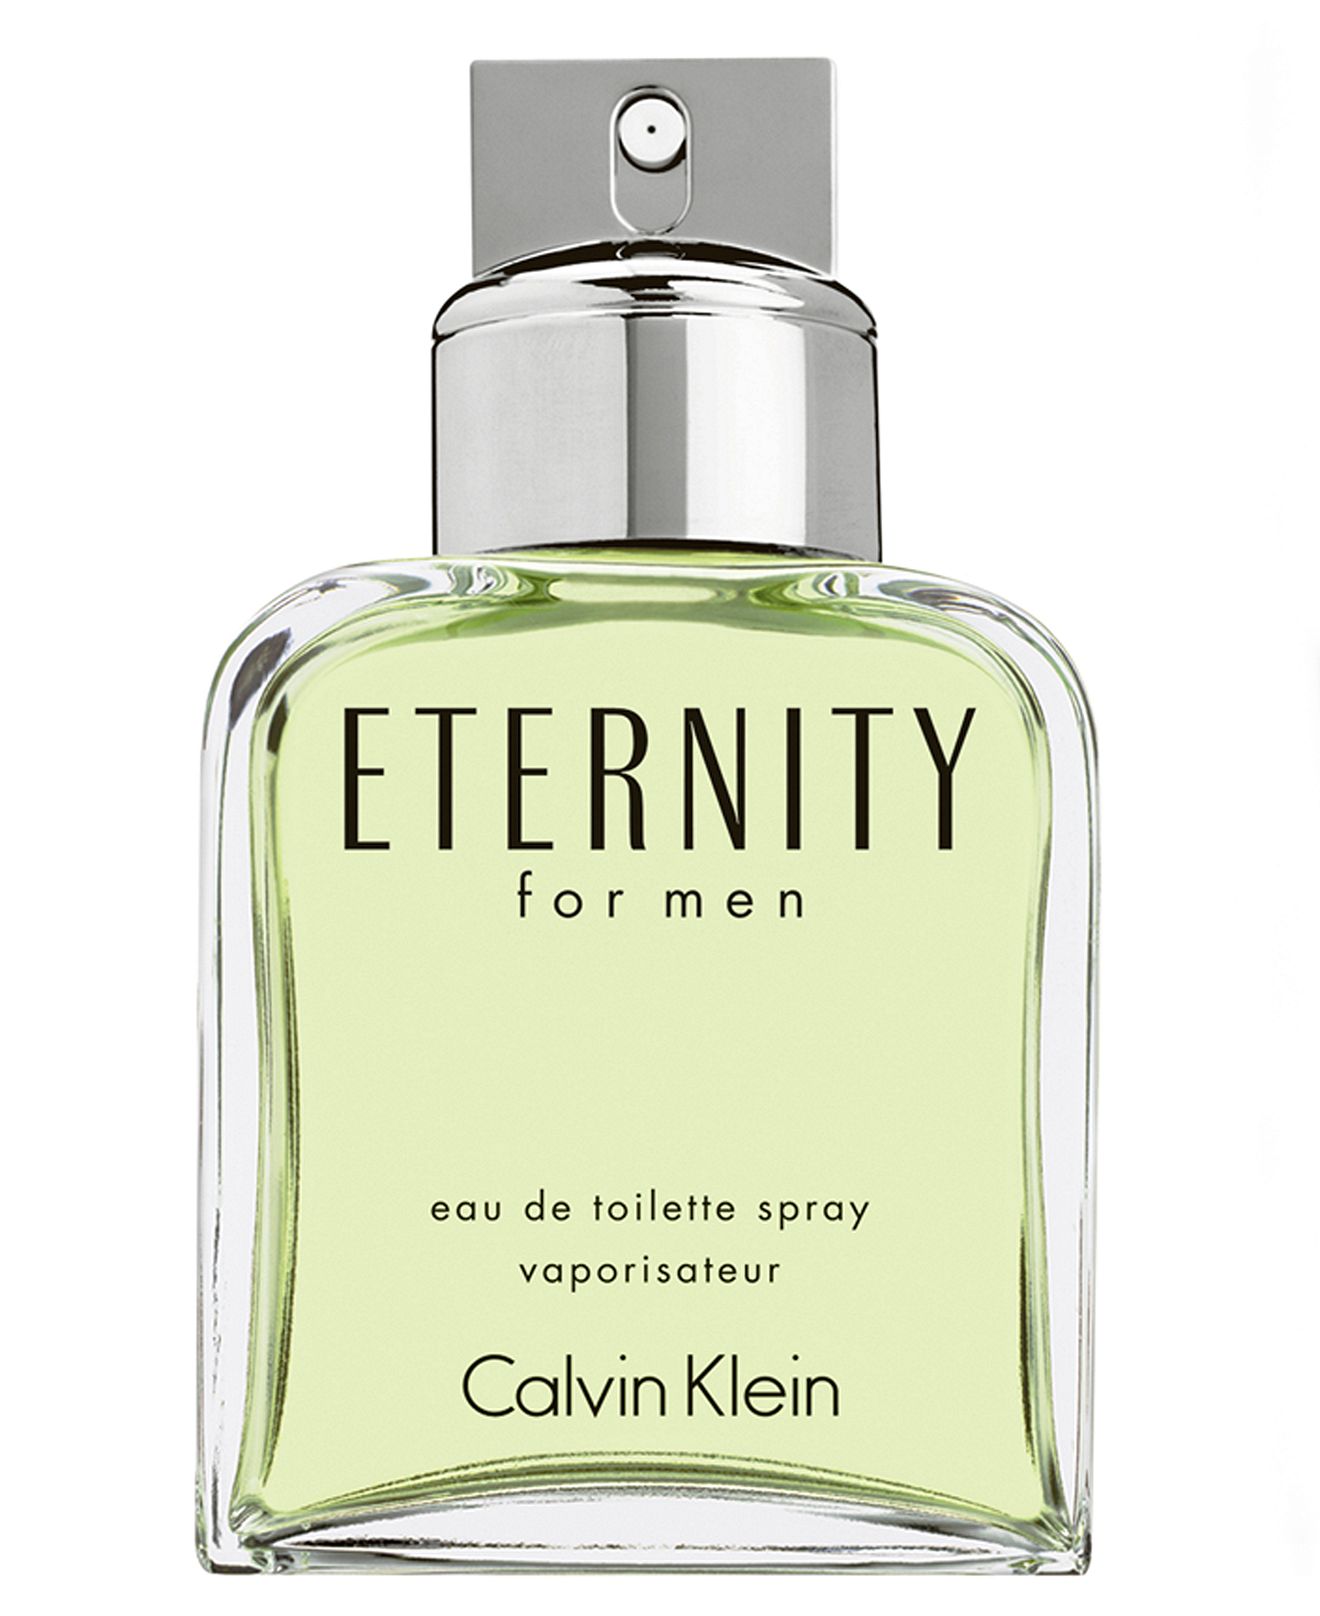 ETERNITY
for men
eau de toilette spray
vaporisateur
Calvin Klein